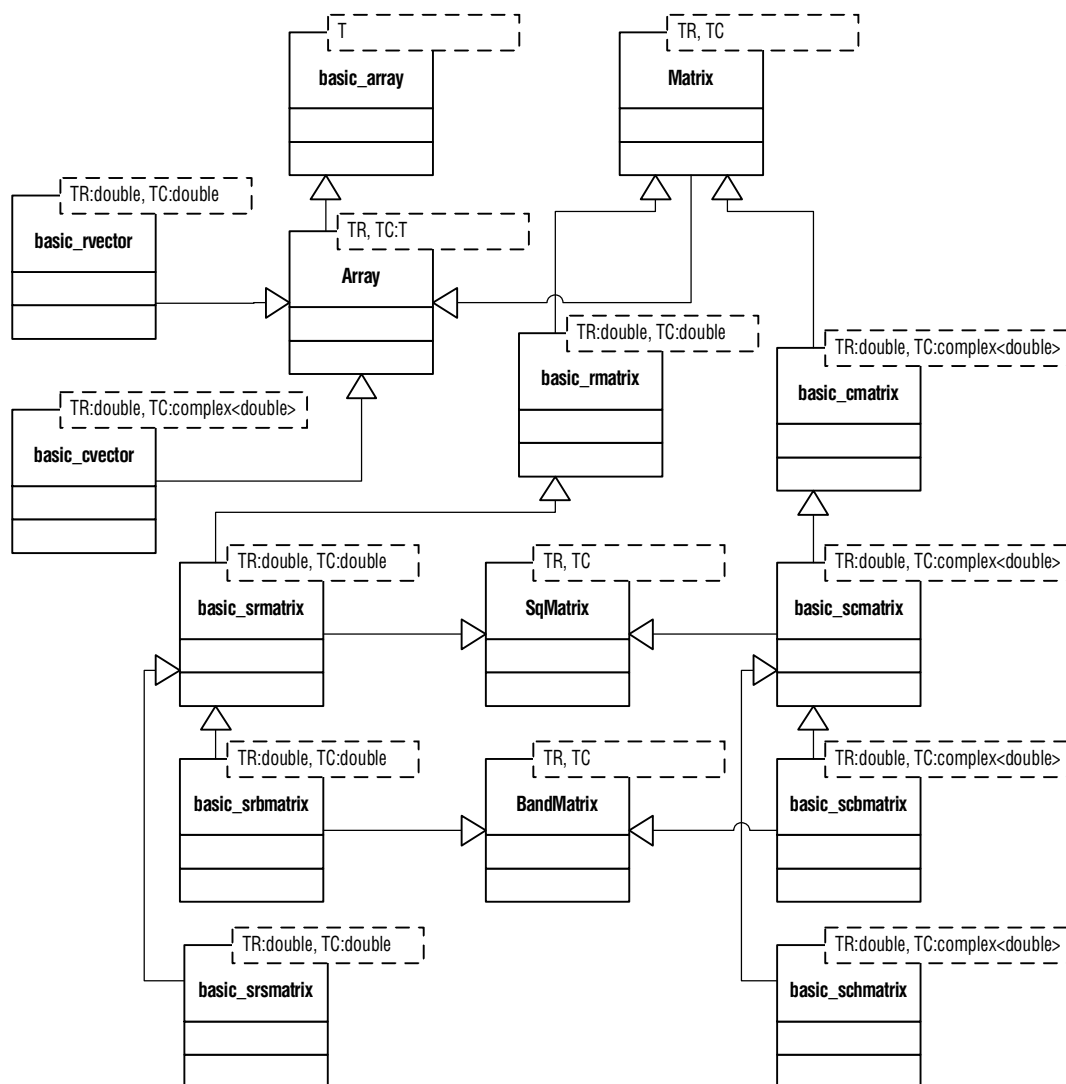 T
basic_array
TR, TC
Matrix
TR:double, TC:double
basic_rvector
TR, TC:T
Array
TR:double, TC:double
basic_rmatrix
TR:double, TC:complex<double>
basic_cmatrix
TR:double, TC:complex<double>
basic_cvector
TR:double, TC:double
basic_srmatrix
TR, TC
SqMatrix
TR:double, TC:complex<double>
basic_scmatrix
TR:double, TC:double
basic_srbmatrix
TR, TC
BandMatrix
TR:double, TC:complex<double>
basic_scbmatrix
TR:double, TC:double
basic_srsmatrix
TR:double, TC:complex<double>
basic_schmatrix